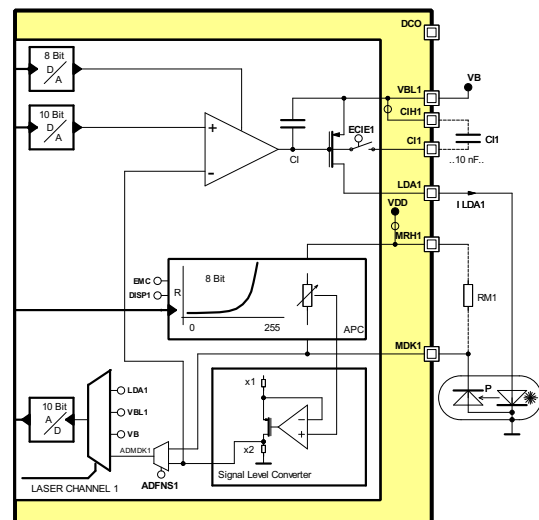 DCO
8 Bit
D/A
VBL1
VB
CIH1
10 Bit
D/A
+
-
CI
ECIE1
CI1
CI1
..10 nF..
LDA1
I LDA1
VDD
MRH1
EMC
DISP1
R
8 Bit
0
255
APC
RM1
MDK1
P
10 Bit
A/D
LDA1
VBL1
VB
ADMDK1
ADFNS1
x1
x2
-
+
Signal Level Converter
LASER CHANNEL 1